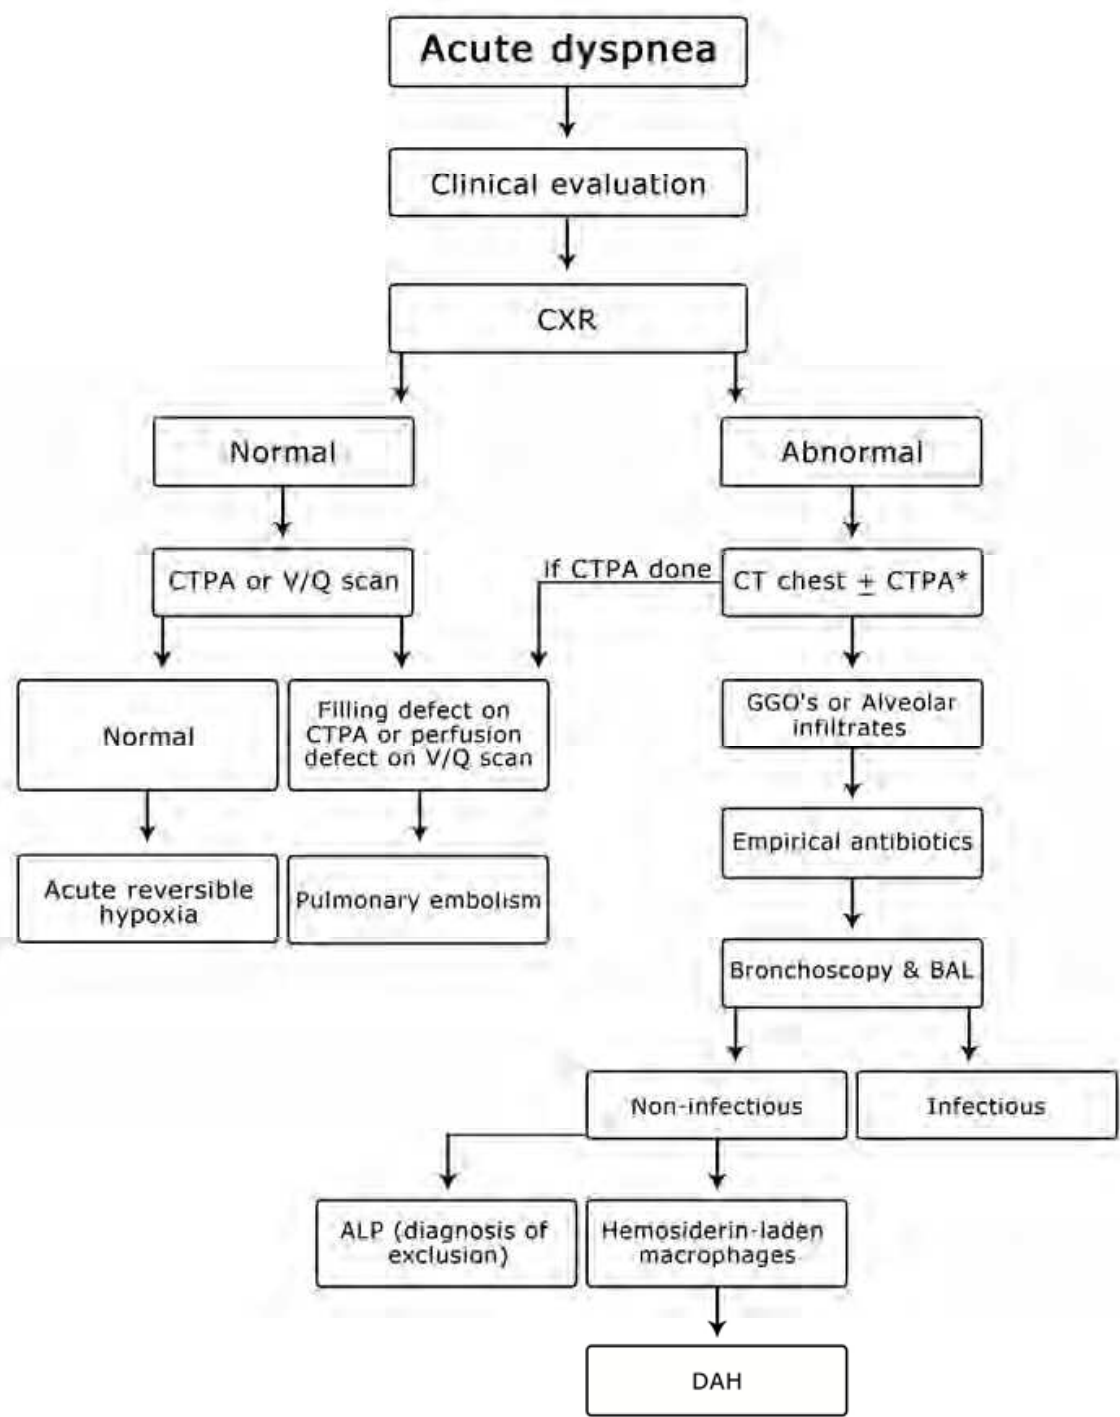 Acute dyspnea
Clinical evaluation
CXR
Normal
Abnormal
CTPA or V/Q scan
if CTPA done
CT chest ± CTPA*
Normal
Filling defect on
CTPA or perfusion
defect on V/Q scan
GGO's or Alveolar
infiltrates
Acute reversible
hypoxia
Pulmonary embolism
Empirical antibiotics
Bronchoscopy & BAL
Non-infectious
Infectious
ALP (diagnosis of
exclusion)
Hemosiderin-laden
macrophages
DAH